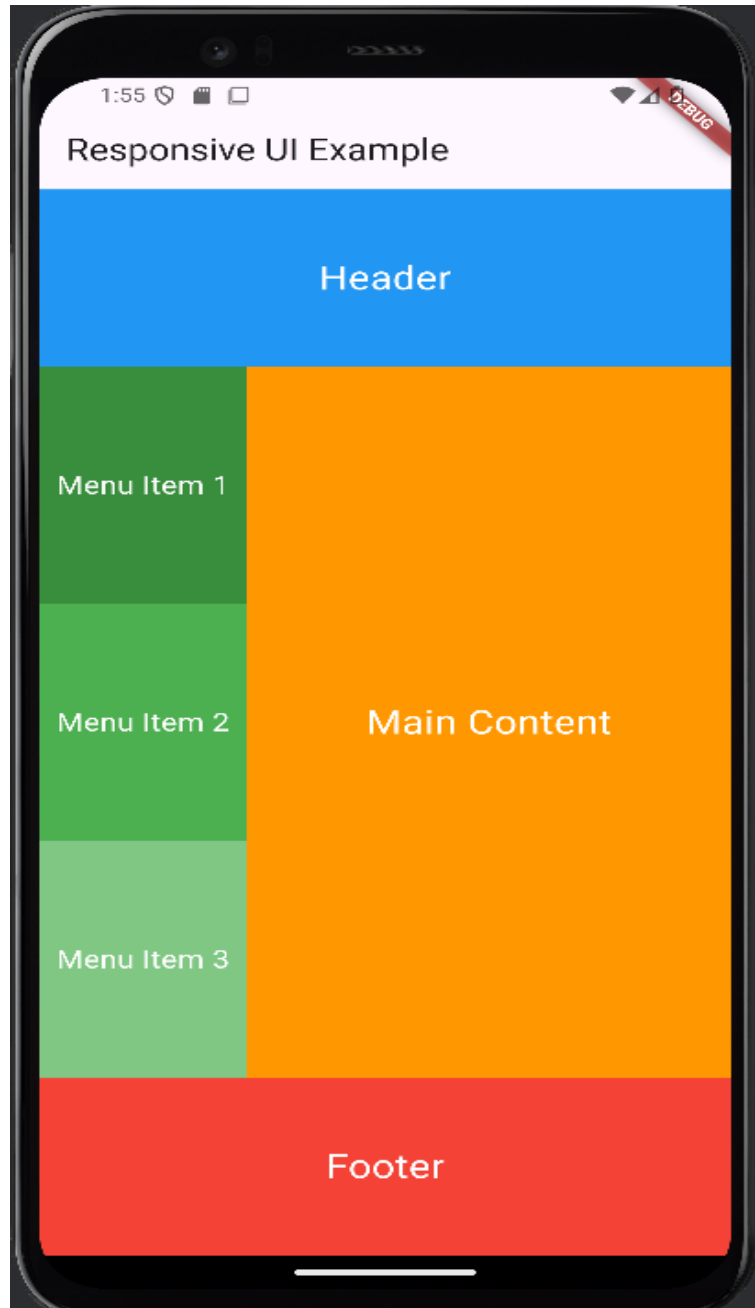 1:55
DEBUG
Responsive UI Example
Header
Menu Item 1
Menu Item 2
Main Content
Menu Item 3
Footer